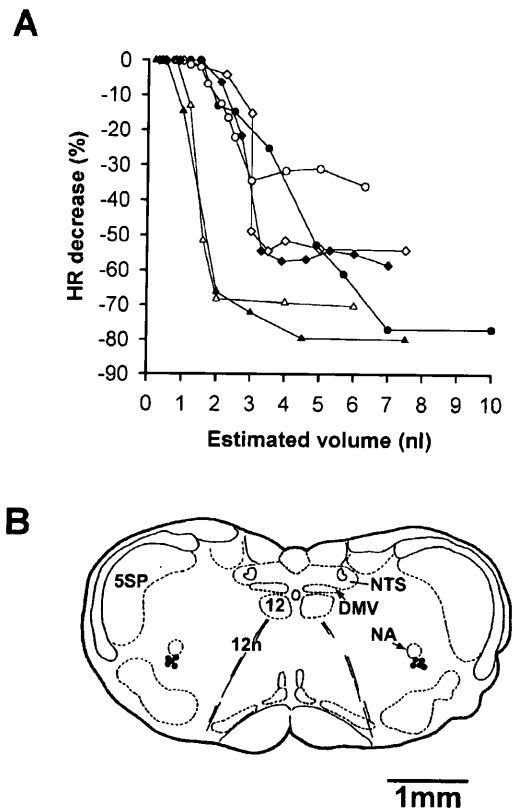 A
0
-10
-20
-30
-40
-50
-60
-70
-80
-90
HR decrease (%)
0 1 2 3 4 5 6 7 8 9 10
Estimated volume (nl)
B
5SP
NTS
12
DMV
12n
NA
1mm